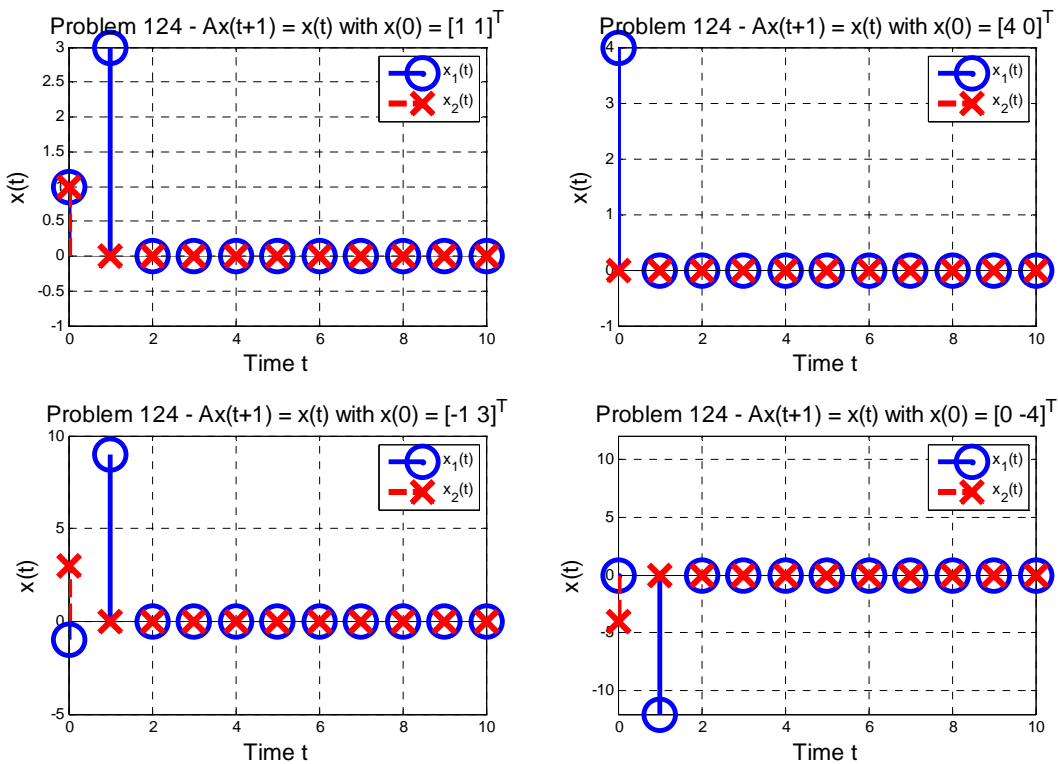 Problem 124 - Ax(t+1) = x(t) with x(0) = [1 1]^T
3
2.5
2
1.5
1
0.5
0
-0.5
-1
x(t)
0 2 4 6 8 10
Time t
x_1(t)
x_2(t)
Problem 124 - Ax(t+1) = x(t) with x(0) = [4 0]^T
4
3
2
1
0
-1
x(t)
0 2 4 6 8 10
Time t
x_1(t)
x_2(t)
Problem 124 - Ax(t+1) = x(t) with x(0) = [-1 3]^T
10
5
0
-5
x(t)
0 2 4 6 8 10
Time t
x_1(t)
x_2(t)
Problem 124 - Ax(t+1) = x(t) with x(0) = [0 -4]^T
10
5
0
-5
-10
x(t)
0 2 4 6 8 10
Time t
x_1(t)
x_2(t)